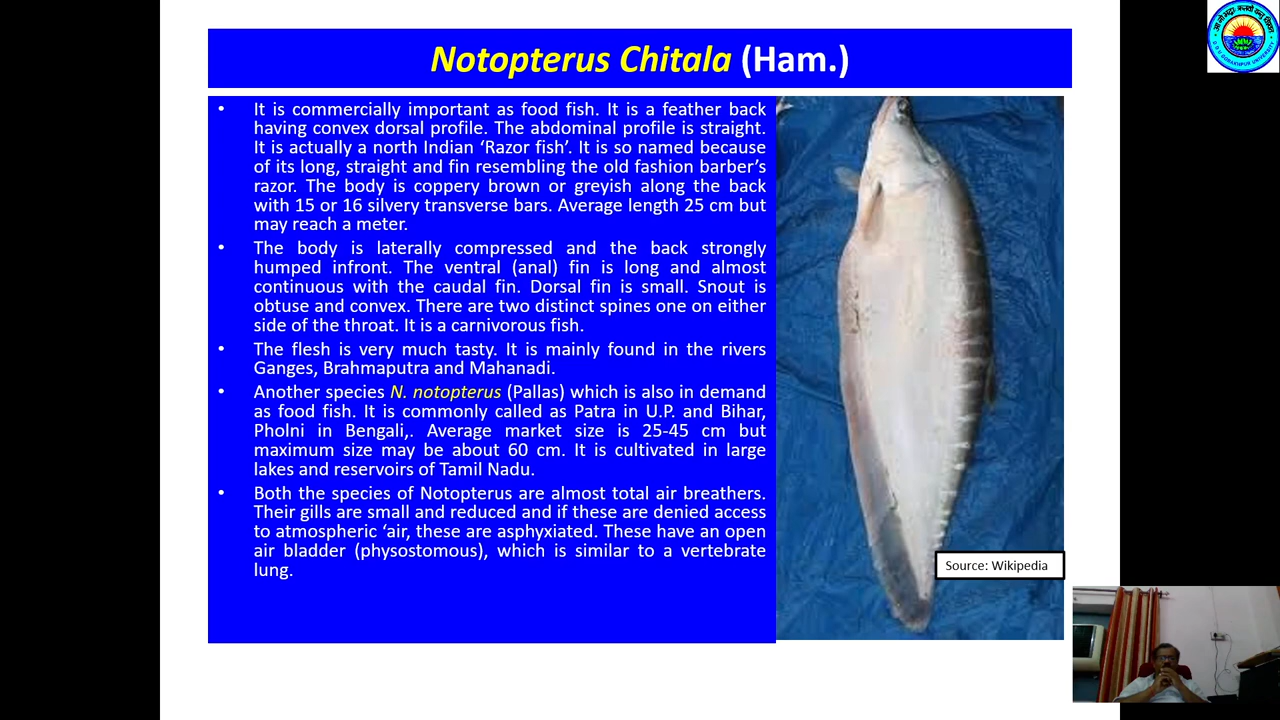 Notopterus Chitala (Ham.)
• It is commercially important as food fish. It is a feather back
having convex dorsal profile. The abdominal profile is straight.
It is actually a north Indian ‘Razor fish’. It is so named because
of its long, straight and fin resembling the old fashion barber’s
razor. The body is coppery brown or greyish along the back
with 15 or 16 silvery transverse bars. Average length 25 cm but
may reach a meter.
• The body is laterally compressed and the back strongly
humped infront. The ventral (anal) fin is long and almost
continuous with the caudal fin. Dorsal fin is small. Snout is
obtuse and convex. There are two distinct spines one on either
side of the throat. It is a carnivorous fish.
• The flesh is very much tasty. It is mainly found in the rivers
Ganges, Brahmaputra and Mahanadi.
• Another species N. notopterus (Pallas) which is also in demand
as food fish. It is commonly called as Patra in U.P. and Bihar,
Pholni in Bengali,. Average market size is 25-45 cm but
maximum size may be about 60 cm. It is cultivated in large
lakes and reservoirs of Tamil Nadu.
• Both the species of Notopterus are almost total air breathers.
Their gills are small and reduced and if these are denied access
to atmospheric ‘air, these are asphyxiated. These have an open
air bladder (physostomous), which is similar to a vertebrate
lung.
Source: Wikipedia